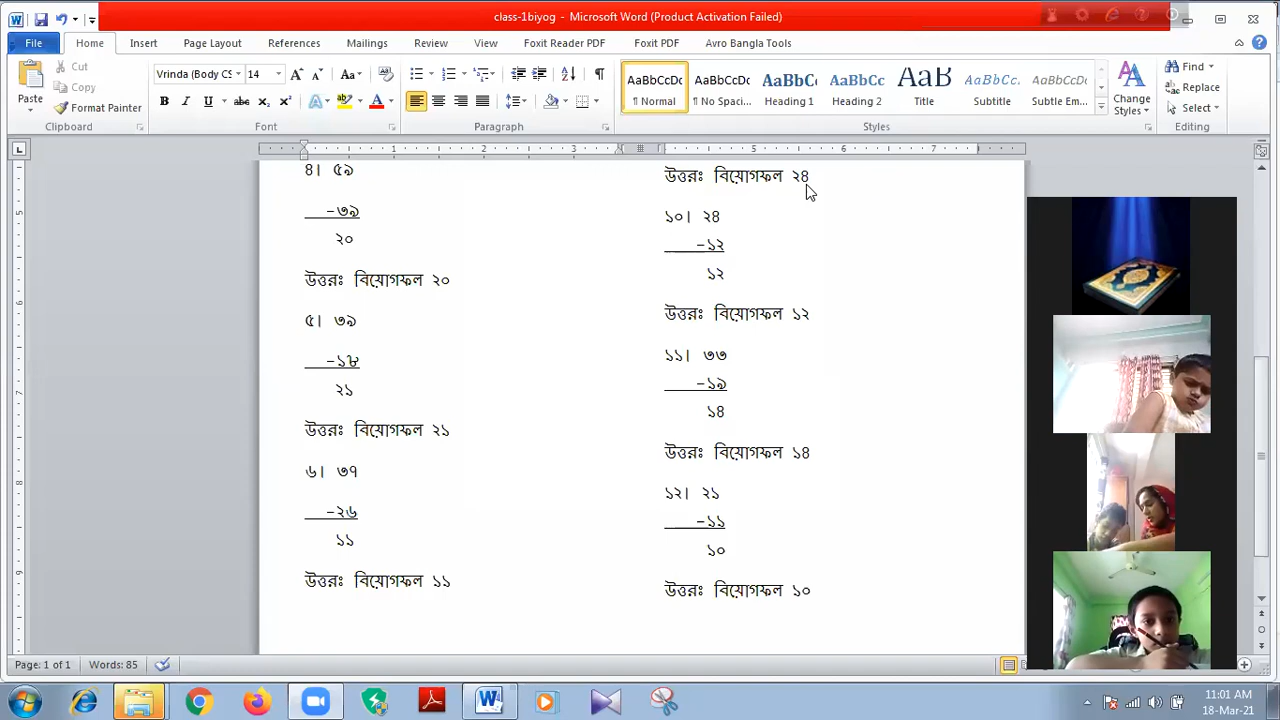 class-1biyog - Microsoft Word (Product Activation Failed)
File Home Insert Page Layout References Mailings Review View Foxit Reader PDF Foxit PDF Avro Bangla Tools
Paste
Cut
Copy
Format Painter
Clipboard
Vrinda (Body CS 14
Font
Paragraph
AaBbCcDc AaBbCcDc AaBbCc AaBbCc AaB AaBbCc. AaBbCcDc
¶ Normal ¶ No Spaci... Heading 1 Heading 2 Title Subtitle Subtle Em...
Styles
Change Styles
Find
Replace
Select
Editing
৪। ৫৯
-৩৯
২০
উত্তরঃ বিয়োগফল ২০
৫। ৩৯
-১৮
২১
উত্তরঃ বিয়োগফল ২১
৬। ৩৭
-২৬
১১
উত্তরঃ বিয়োগফল ১১
উত্তরঃ বিয়োগফল ২৪
১০। ২৪
-১২
১২
উত্তরঃ বিয়োগফল ১২
১১। ৩৩
-১৯
১৪
উত্তরঃ বিয়োগফল ১৪
১২। ২১
-১১
১০
উত্তরঃ বিয়োগফল ১০
Page: 1 of 1 Words: 85
11:01 AM
18-Mar-21